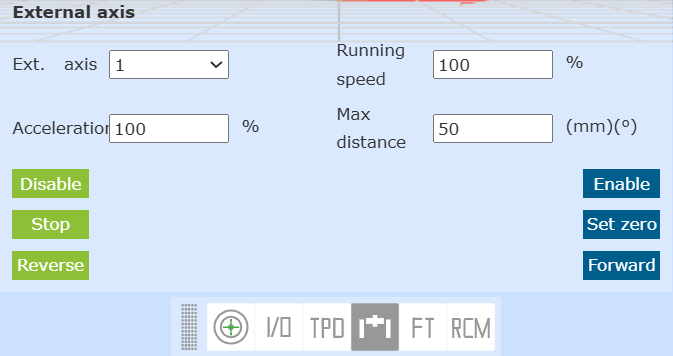 External axis
Ext. axis 1 Running speed 100 %
Acceleration 100 % Max distance 50 (mm)(°)
Disable Enable
Stop Set zero
Reverse Forward
I/O TPD FT RCM